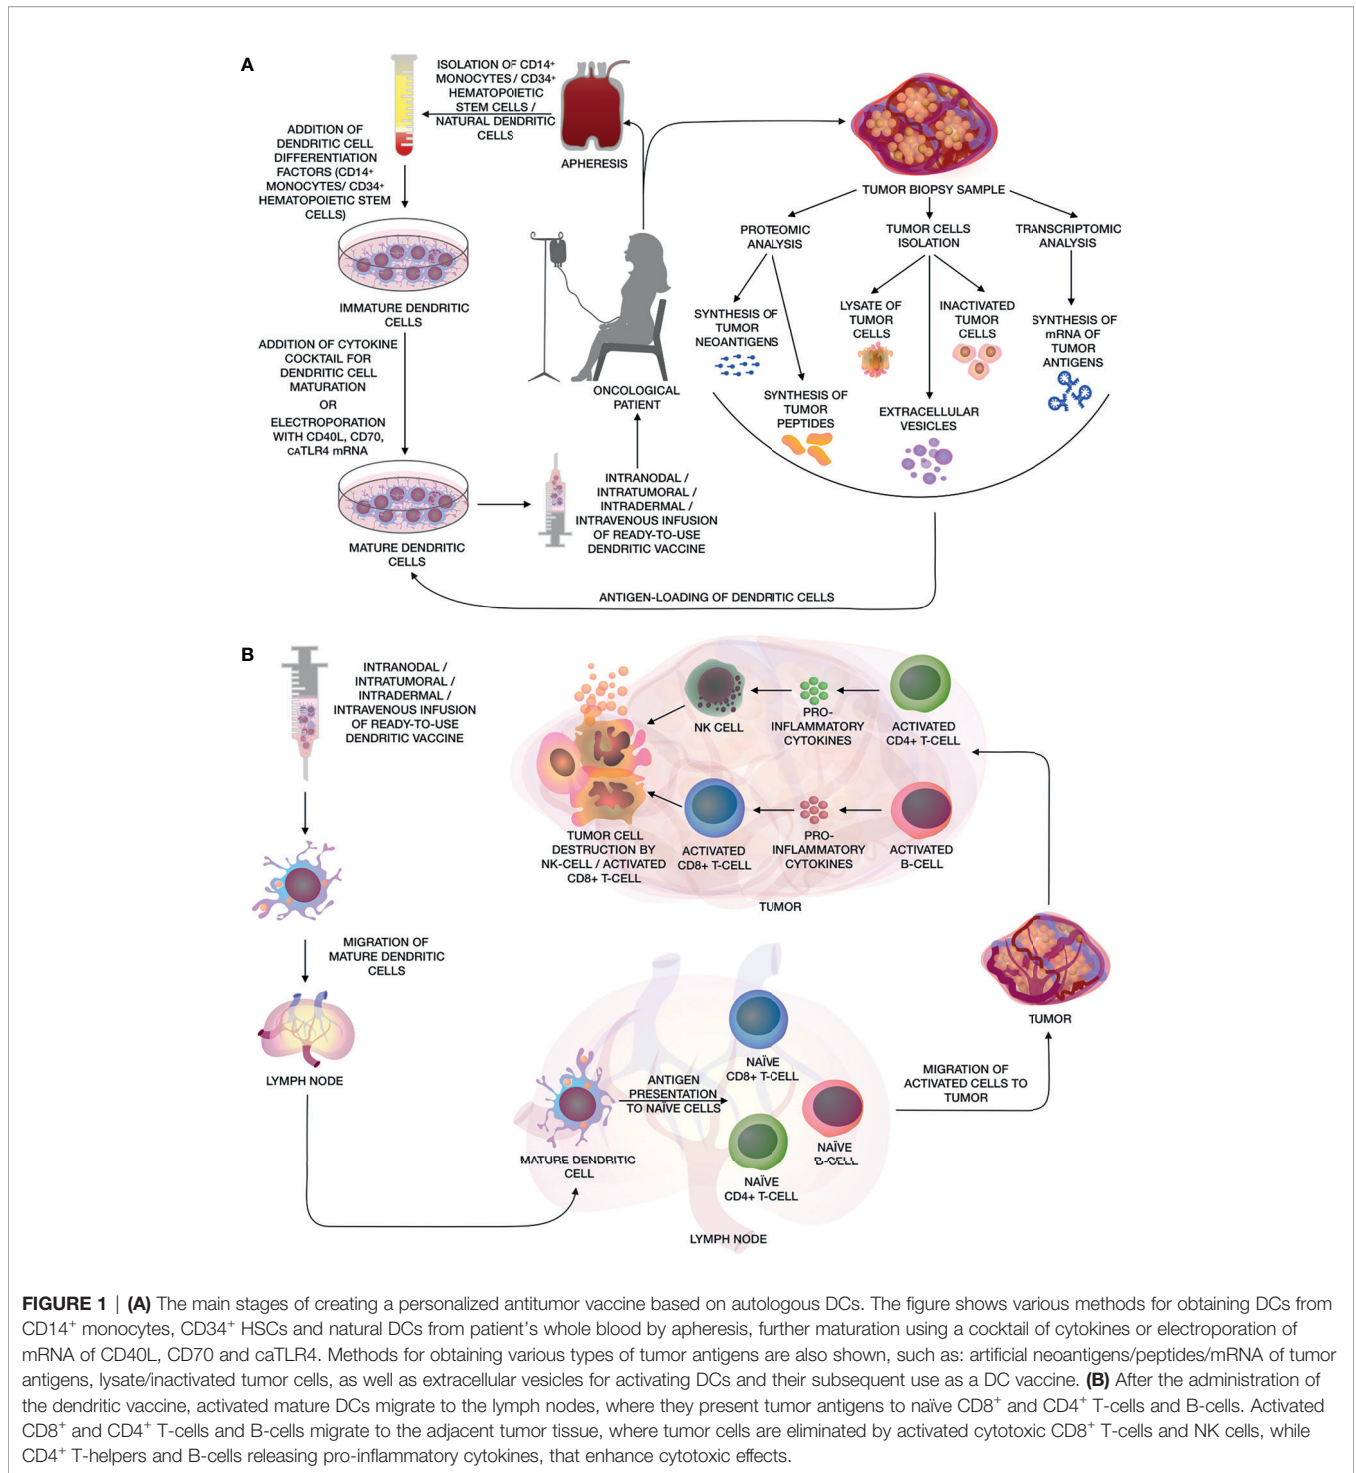 A
ISOLATION OF CD14⁺
MONOCYTES / CD34⁺
HEMATOPOIETIC
STEM CELLS /
NATURAL DENDRITIC
CELLS
APHERESIS
ADDITION OF
DENDRITIC CELL
DIFFERENTIATION
FACTORS (CD14⁺
MONOCYTES/ CD34⁺
HEMATOPOIETIC STEM
CELLS)
IMMATURE DENDRITIC
CELLS
ADDITION OF CYTOKINE
COCKTAIL FOR
DENDRITIC CELL
MATURATION
OR
ELECTROPORATION
WITH CD40L, CD70,
CATLR4 mRNA
MATURE DENDRITIC
CELLS
ONCOLOGICAL
PATIENT
INTRANODAL /
INTRATUMORAL /
INTRADERMAL /
INTRAVENOUS INFUSION
OF READY-TO-USE
DENDRITIC VACCINE
TUMOR BIOPSY SAMPLE
PROTEOMIC
ANALYSIS
TUMOR CELLS
ISOLATION
TRANSCRIPTOMIC
ANALYSIS
SYNTHESIS OF
TUMOR
NEOANTIGENS
SYNTHESIS OF
TUMOR
PEPTIDES
LYSATE OF
TUMOR
CELLS
EXTRACELLULAR
VESICLES
INACTIVATED
TUMOR
CELLS
SYNTHESIS OF
mRNA OF
TUMOR
ANTIGENS
ANTIGEN-LOADING OF DENDRITIC CELLS
B
INTRANODAL /
INTRATUMORAL /
INTRADERMAL /
INTRAVENOUS INFUSION
OF READY-TO-USE
DENDRITIC VACCINE
MIGRATION OF
MATURE DENDRITIC
CELLS
LYMPH NODE
NK CELL
PRO-
INFLAMMATORY
CYTOKINES
ACTIVATED
CD4+ T-CELL
TUMOR CELL
DESTRUCTION BY
NK-CELL / ACTIVATED
CD8+ T-CELL
ACTIVATED
CD8+ T-CELL
PRO-
INFLAMMATORY
CYTOKINES
ACTIVATED
B-CELL
TUMOR
TUMOR
MIGRATION OF
ACTIVATED CELLS TO
TUMOR
MATURE DENDRITIC
CELL
ANTIGEN
PRESENTATION
TO NAÏVE CELLS
NAÏVE
CD8+ T-CELL
NAÏVE
B-CELL
NAÏVE
CD4+ T-CELL
LYMPH NODE
FIGURE 1 | (A) The main stages of creating a personalized antitumor vaccine based on autologous DCs. The figure shows various methods for obtaining DCs from
CD14⁺ monocytes, CD34⁺ HSCs and natural DCs from patient's whole blood by apheresis, further maturation using a cocktail of cytokines or electroporation of
mRNA of CD40L, CD70 and caTLR4. Methods for obtaining various types of tumor antigens are also shown, such as: artificial neoantigens/peptides/mRNA of tumor
antigens, lysate/inactivated tumor cells, as well as extracellular vesicles for activating DCs and their subsequent use as a DC vaccine. (B) After the administration of
the dendritic vaccine, activated mature DCs migrate to the lymph nodes, where they present tumor antigens to naïve CD8⁺ and CD4⁺ T-cells and B-cells. Activated
CD8⁺ and CD4⁺ T-cells and B-cells migrate to the adjacent tumor tissue, where tumor cells are eliminated by activated cytotoxic CD8⁺ T-cells and NK cells, while
CD4⁺ T-helpers and B-cells releasing pro-inflammatory cytokines, that enhance cytotoxic effects.